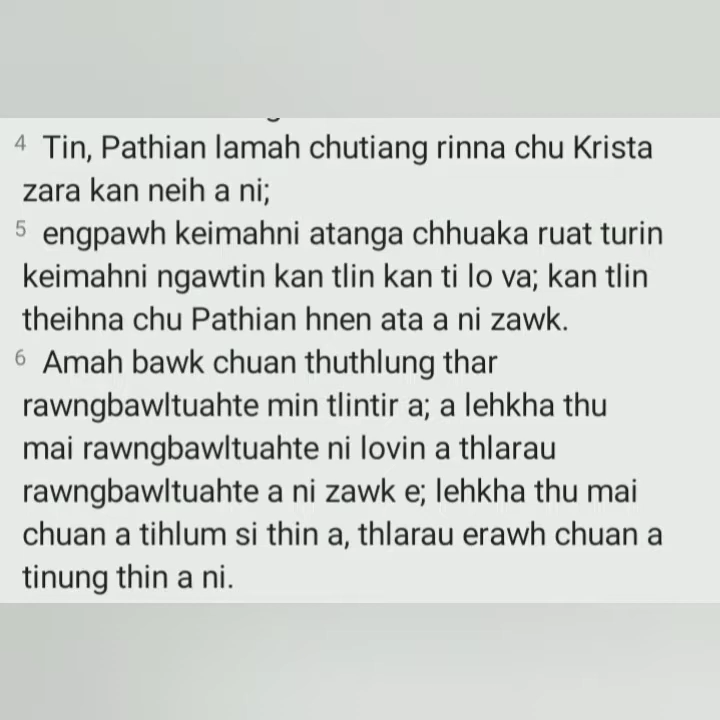 4 Tin, Pathian lamah chutiang rinna chu Krista
zara kan neih a ni;
5 engpawh keimahni atanga chhuaka ruat turin
keimahni ngawtin kan tlin kan ti lo va; kan tlin
theihna chu Pathian hnen ata a ni zawk.
6 Amah bawk chuan thuthlung thar
rawngbawltuahte min tlintir a; a lehkha thu
mai rawngbawltuahte ni lovin a thlarau
rawngbawltuahte a ni zawk e; lehkha thu mai
chuan a tihlum si thin a, thlarau erawh chuan a
tinung thin a ni.